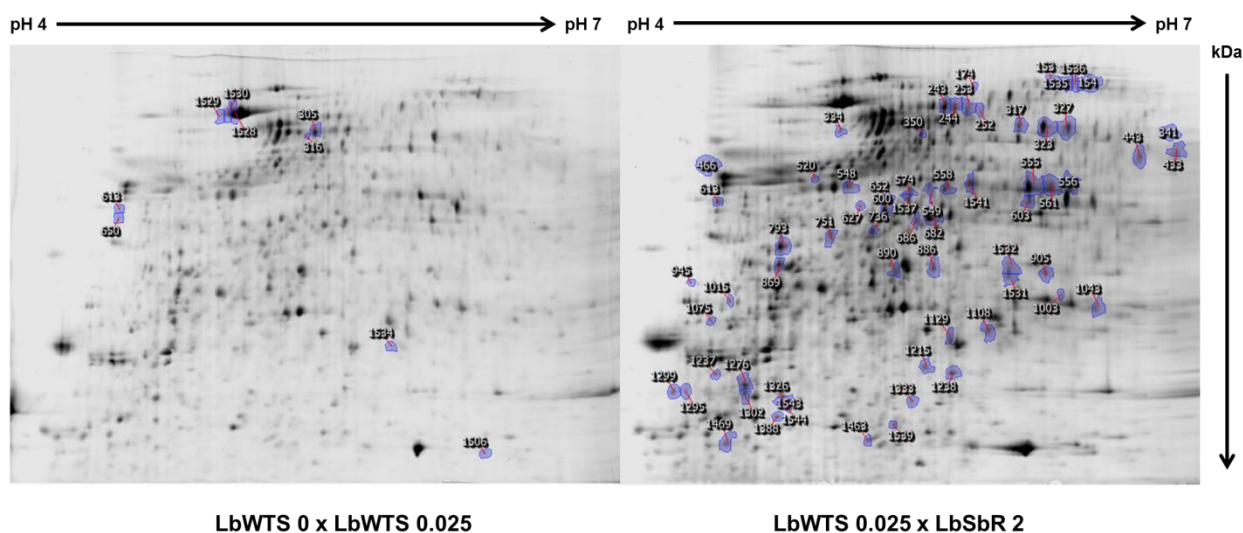 pH 4 pH 7 pH 4 pH 7
kDa
1529 1530 1528 305 316
613 650
1534
1506
153 1536 1535 154
174 243 253 244 252 317 327 323
334 350 443 341 433
466 520 548 574 558 555 556
613 652 600 1537 549 1541 561 603
627 736 751 686 682
793 869 890 886 1532 1531 905
945 1015 1075 1003 1043
1129 1108
1237 1276 1215 1238
1299 1295 1302 1326 1543 1544 1333
1469 1388 1463 1539
LbWTS 0 x LbWTS 0.025 LbWTS 0.025 x LbSbR 2